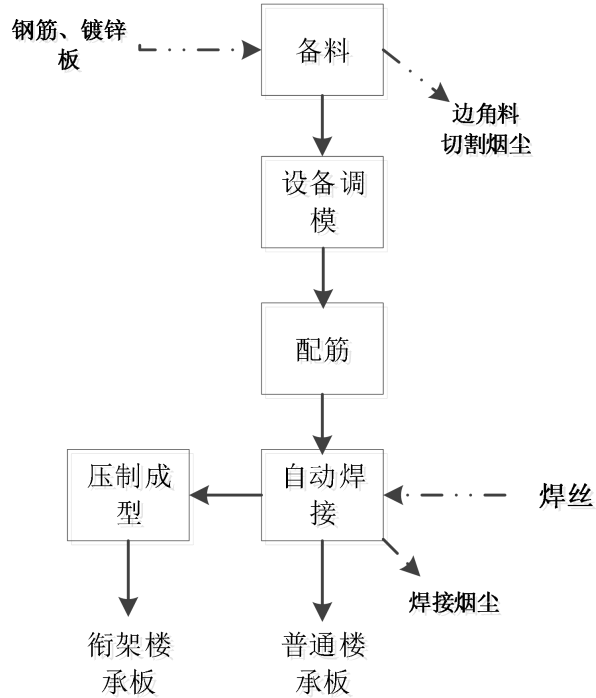 钢筋、镀锌
板
备料
边角料
切割烟尘
设备调
模
配筋
压制成
型
自动焊
接
焊丝
焊接烟尘
衔架楼
承板
普通楼
承板